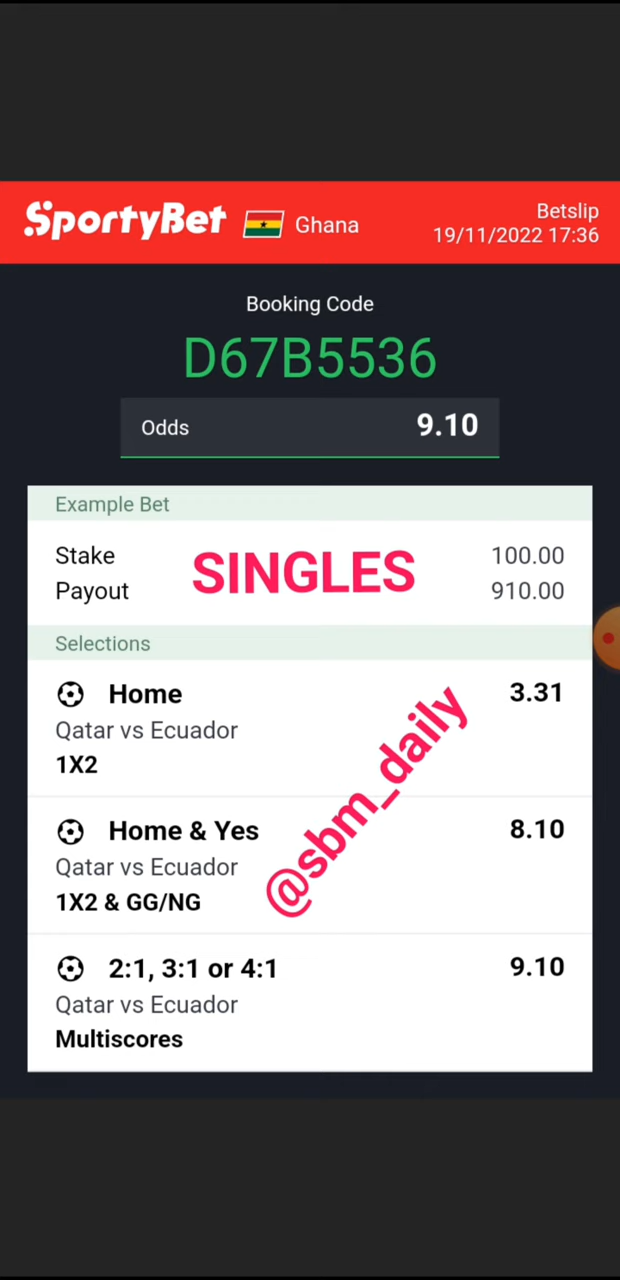 SportyBet Ghana
Betslip
19/11/2022 17:36
Booking Code
D67B5536
Odds 9.10
Example Bet
Stake 100.00
SINGLES
Payout 910.00
Selections
Home 3.31
Qatar vs Ecuador
1X2
@sbm_daily
Home & Yes 8.10
Qatar vs Ecuador
1X2 & GG/NG
2:1, 3:1 or 4:1 9.10
Qatar vs Ecuador
Multiscores